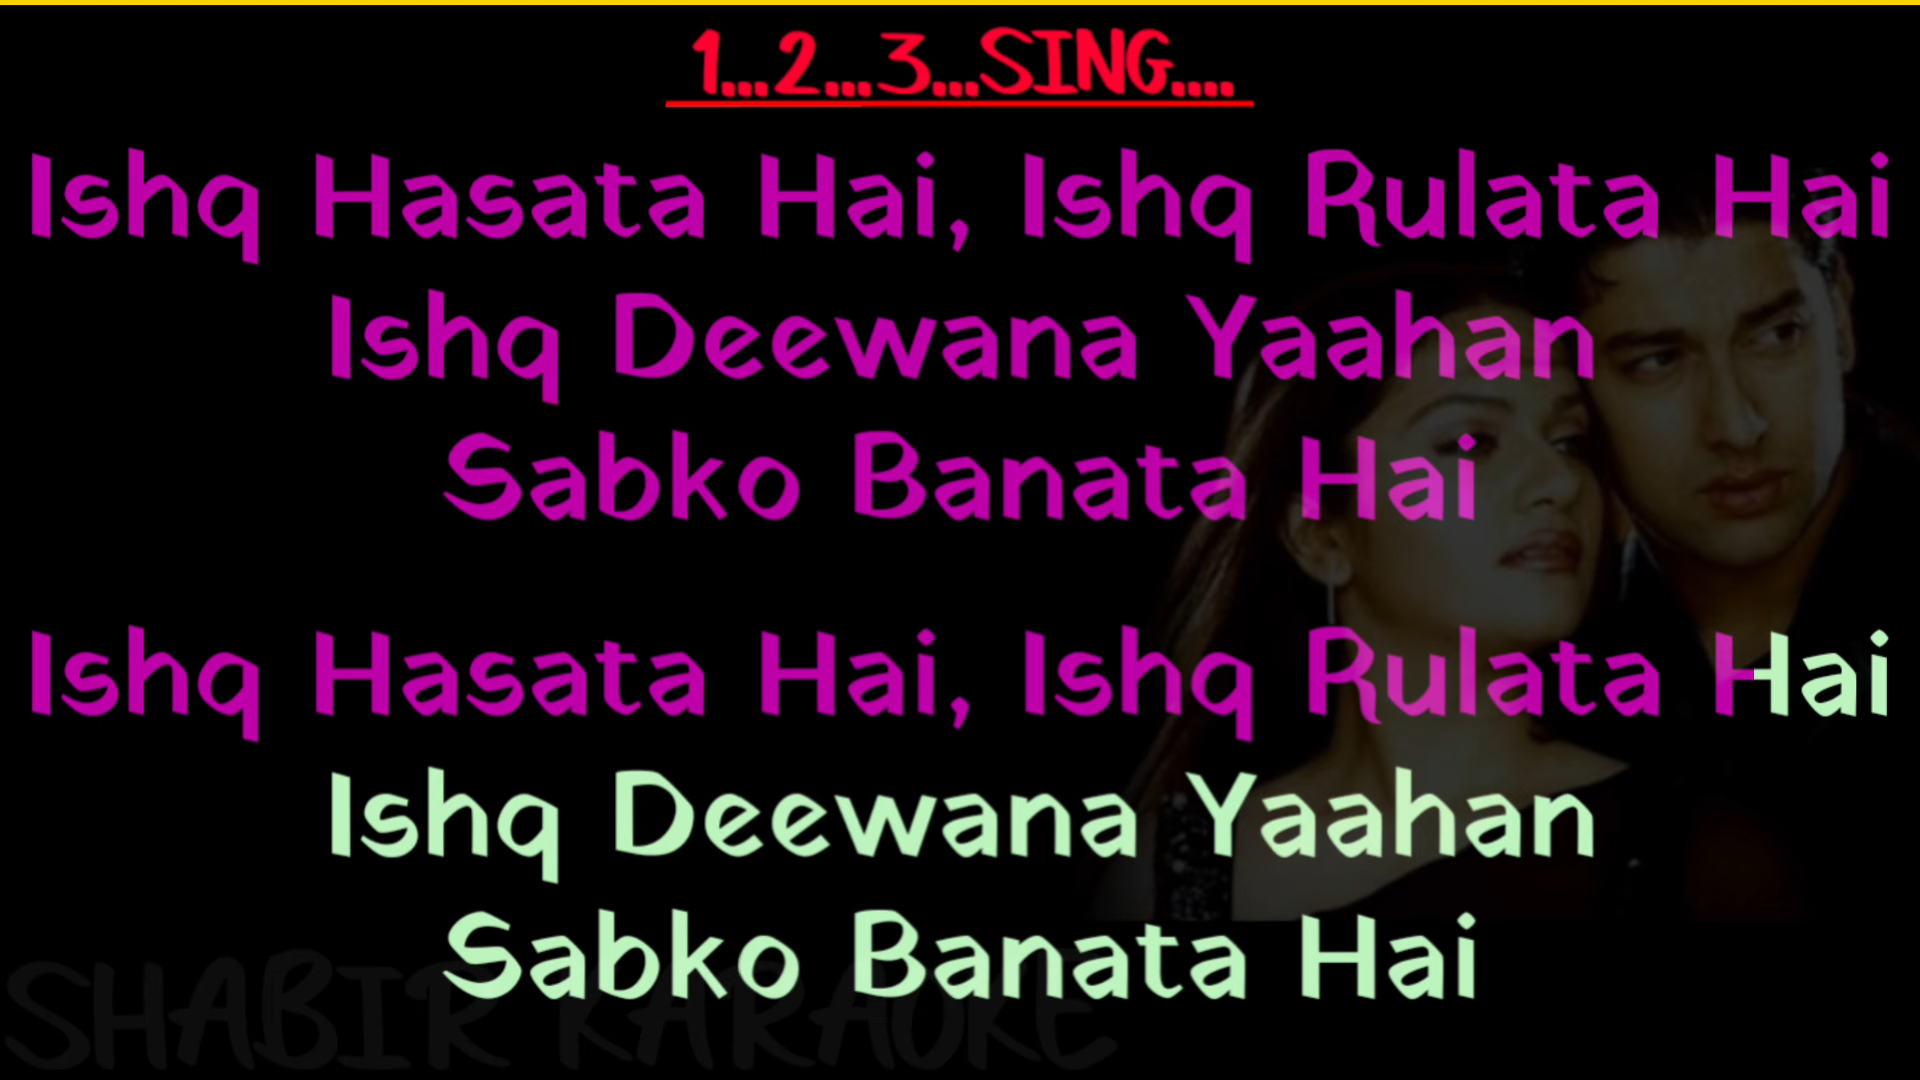 1...2...3...SING....
Ishq Hasata Hai, Ishq Rulata Hai
Ishq Deewana Yaahan
Sabko Banata Hai
Ishq Hasata Hai, Ishq Rulata Hai
Ishq Deewana Yaahan
Sabko Banata Hai
SHABIR KARAOKE